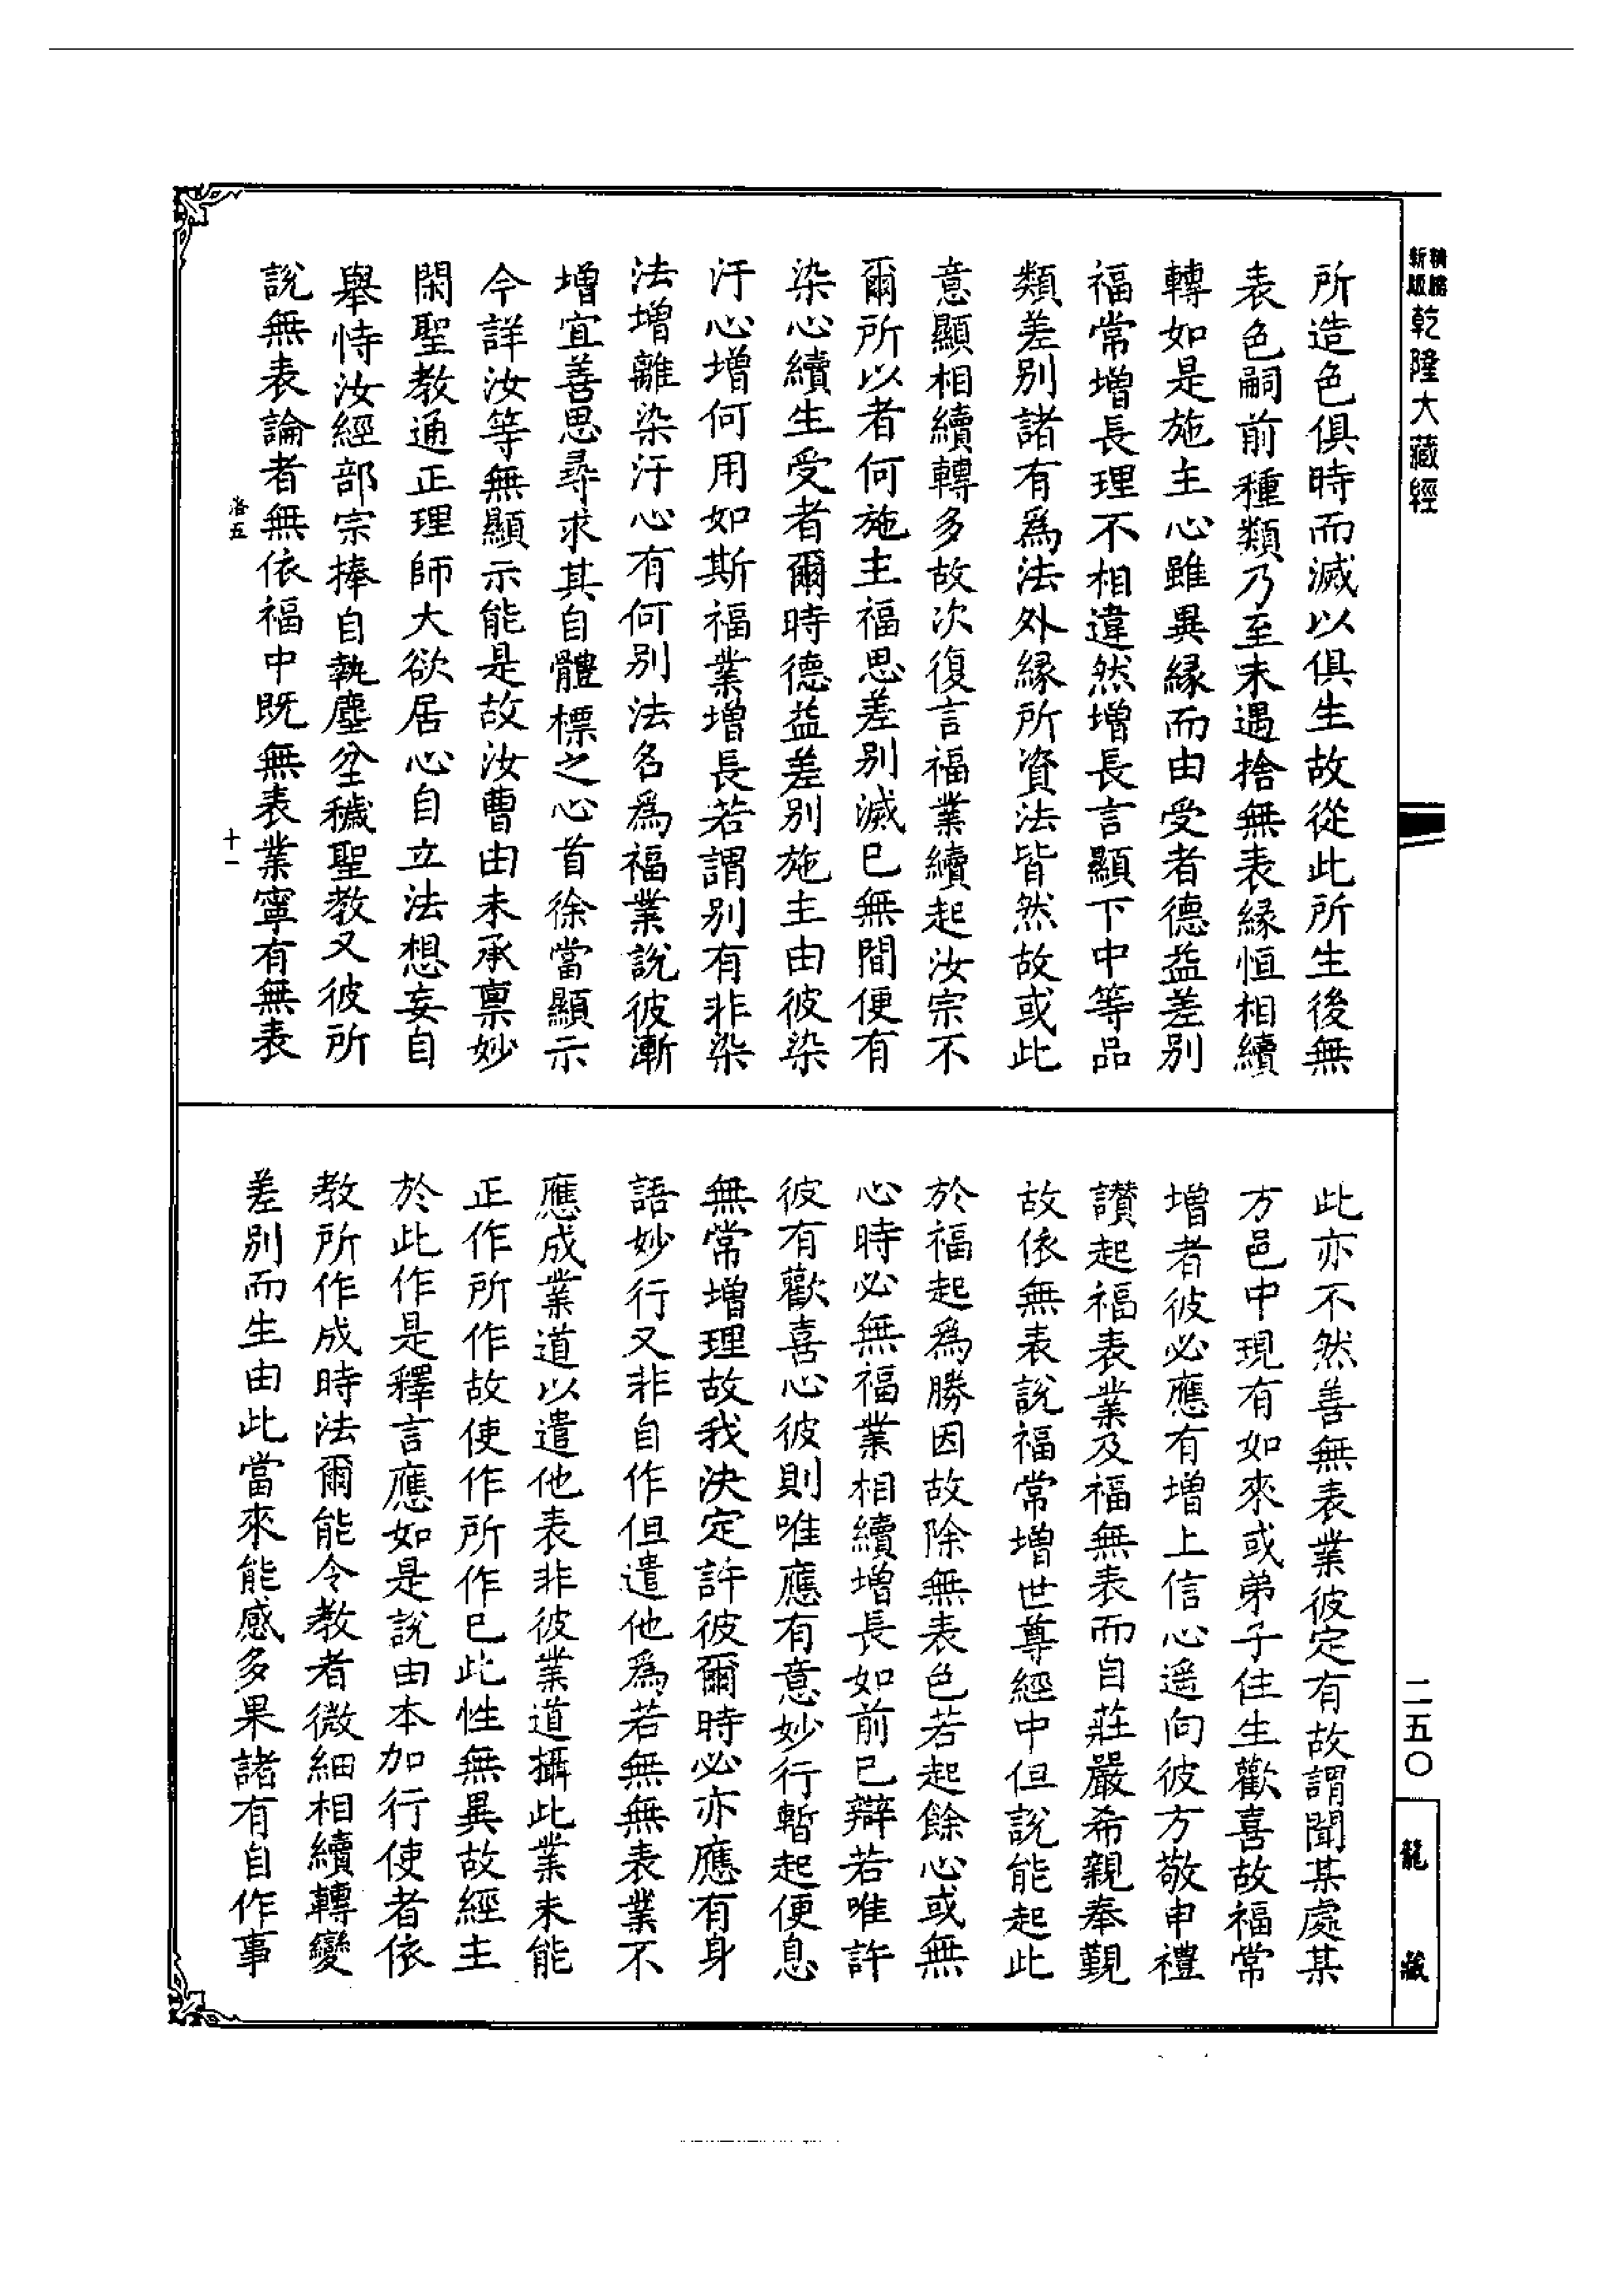 新版精縮
乾隆大藏經
所造色俱時而滅以俱生故從此所生後無
表色嗣前種類乃至未遇捨無表緣恒相續
轉如是施主心雖異緣而由受者德益差別
福常增長理不相違然增長言顯下中等品
類差別諸有爲法外緣所資法皆然故或此
意顯相續轉多故次復言福業續起汝宗不
爾所以者何施主福思差別滅已無間便有
染心續生受者爾時德益差別施主由彼染
汙心增何用如斯福業增長若謂別有非染
法增離染汙心有何別法名爲福業說彼漸
增宜善思尋求其自體標之心首徐當顯示
今詳汝等無顯示能是故汝曹由未承稟妙
閑聖教通正理師大欲居心自立法想妄自
舉恃汝經部宗捧自執塵坌穢聖教又彼所
說無表論者無依福中既無表業寧有無表
洛五
十一
此亦不然善無表業彼定有故謂聞某處某
方邑中現有如來或弟子住生歡喜故福常
增者彼必應有增上信心遥向彼方敬申禮
讃起福表業及福無表而自莊嚴希親奉覲
故依無表說福常增世尊經中但說能起此
於福起爲勝因故除無表色若起餘心或無
心時必無福業相續增長如前已辯若唯許
彼有歡喜心彼則唯應有意妙行暫起便息
無常增理故我決定許彼爾時必亦應有身
語妙行又非自作但遣他爲若無無表業不
應成業道以遣他表非彼業道攝此業未能
正作所作故使作所作已此性無異故經主
於此作是釋言應如是說由本加行使者依
教所作成時法爾能令教者微細相續轉變
差別而生由此當來能感多果諸有自作事
二五〇
龍藏